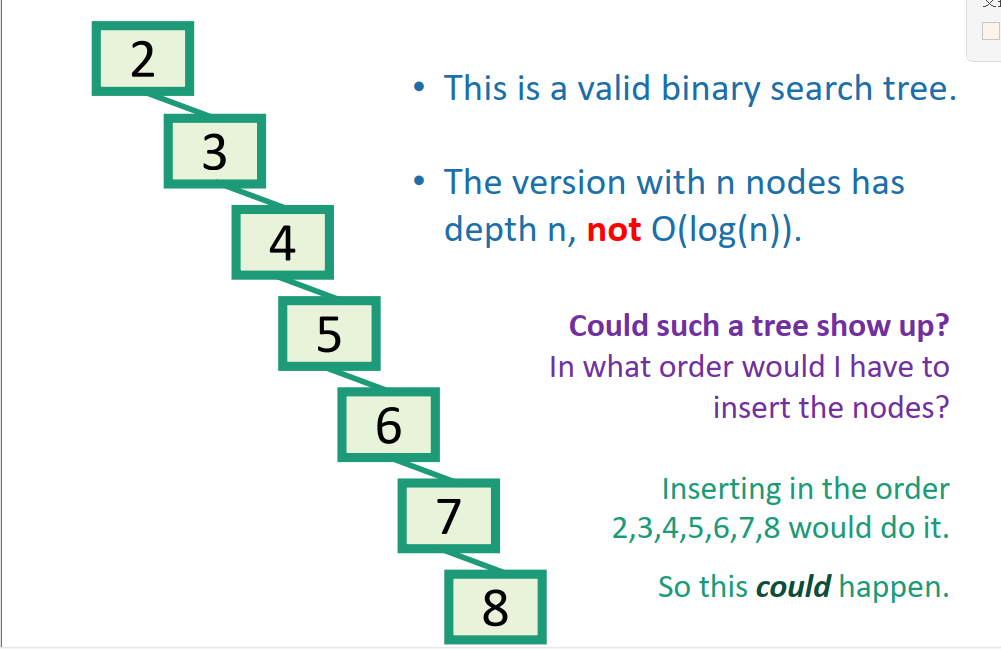 2
3
4
5
6
7
8
• This is a valid binary search tree.
• The version with n nodes has
depth n, not O(log(n)).
Could such a tree show up?
In what order would I have to
insert the nodes?
Inserting in the order
2,3,4,5,6,7,8 would do it.
So this could happen.